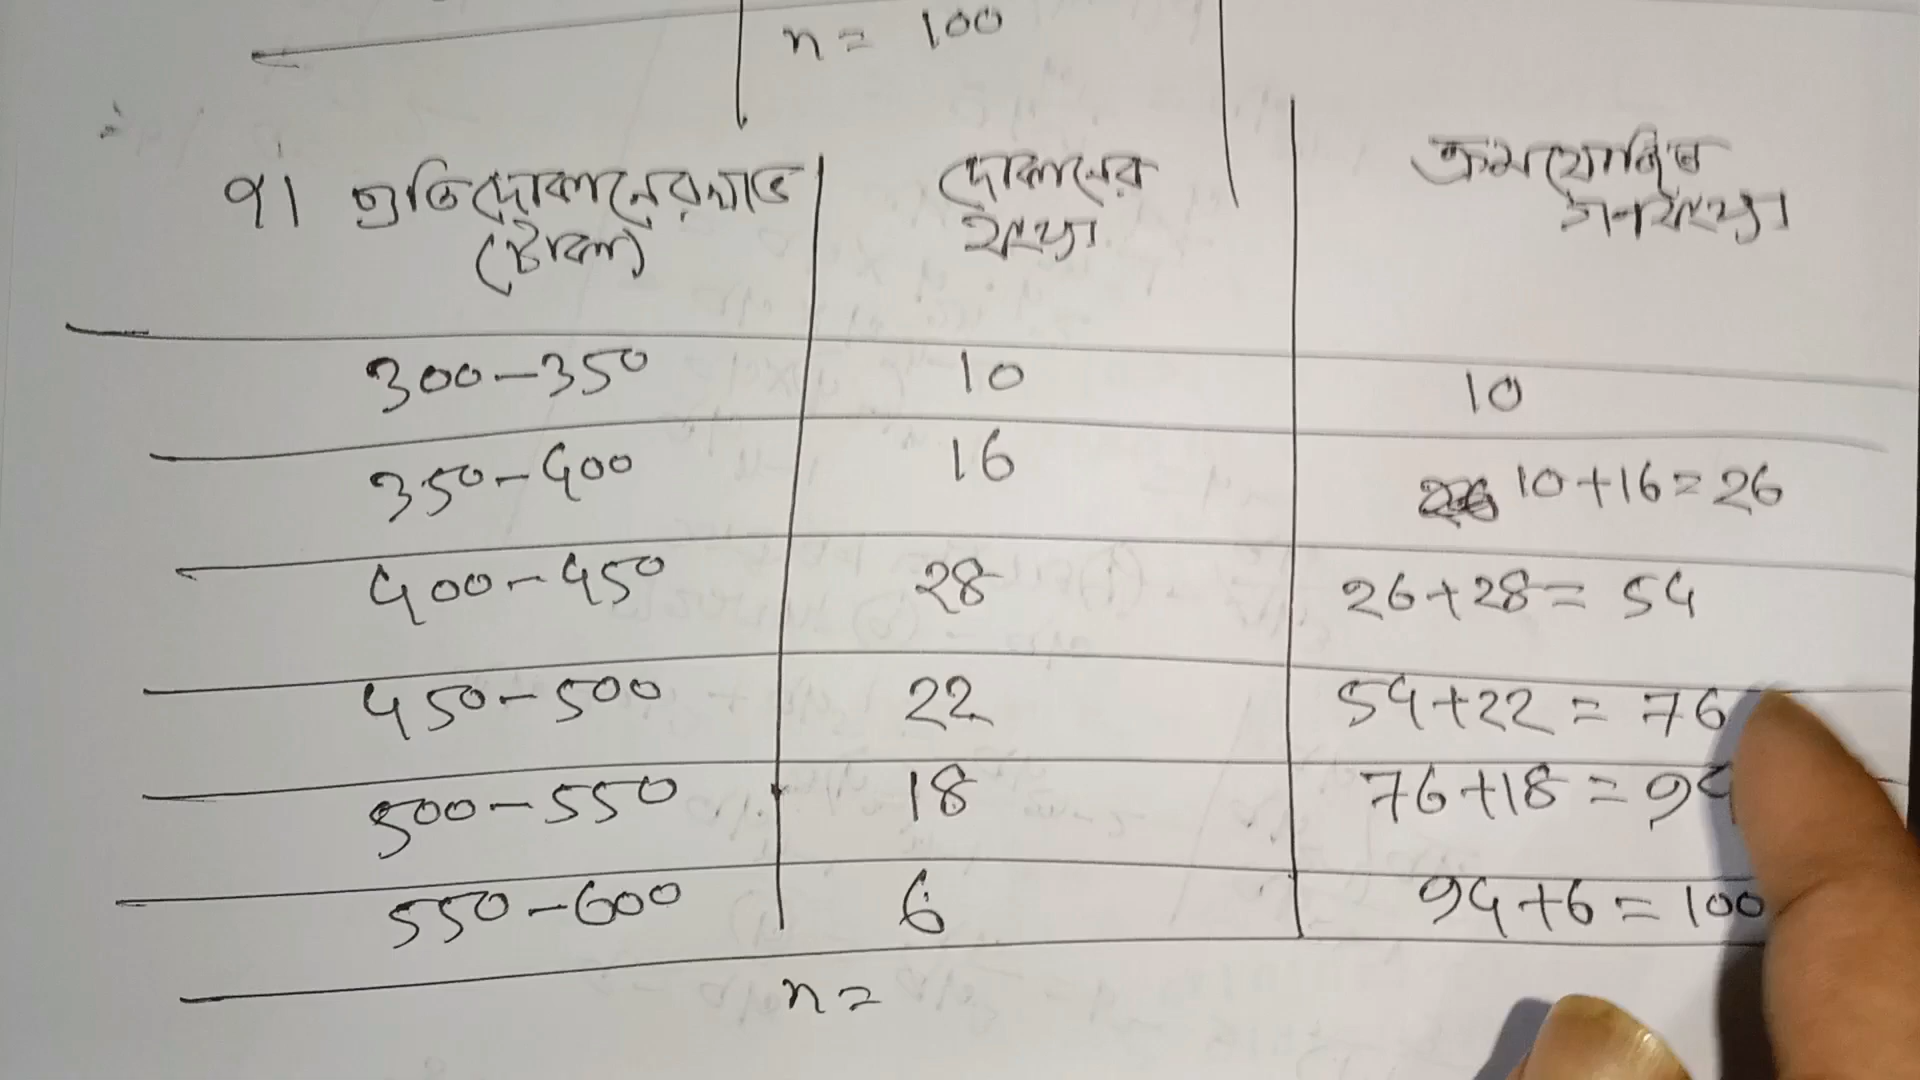 n = 100
৭। প্রতি দোকানের লাভ (টাকা) দোকানের সংখ্যা ক্রমযৌগিক গনসংখ্যা
300-350 10 10
350-400 16 10+16=26
400-450 28 26+28=54
450-500 22 54+22=76
500-550 18 76+18=94
550-600 6 94+6=100
n =